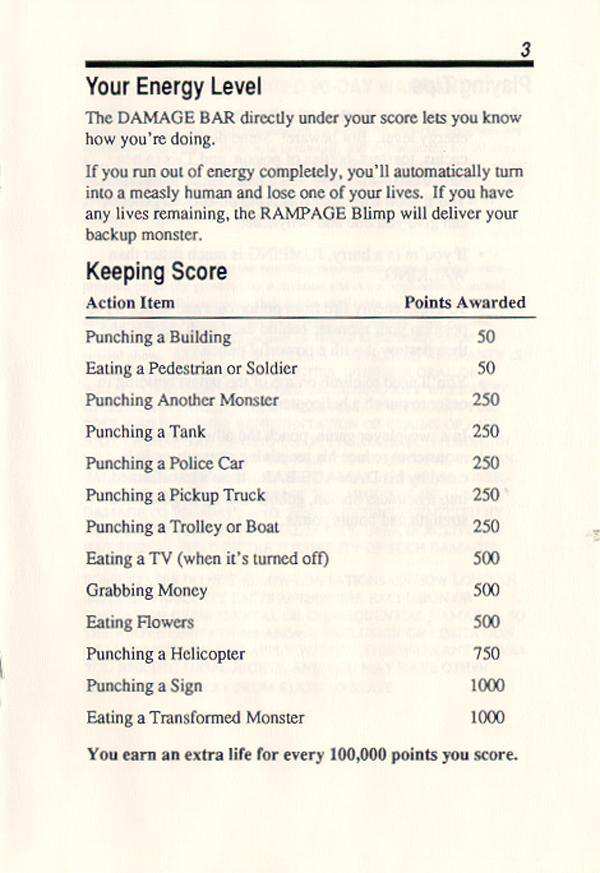 3
Your Energy Level
The DAMAGE BAR directly under your score lets you know
how you're doing.
If you run out of energy completely, you'll automatically turn
into a measly human and lose one of your lives. If you have
any lives remaining, the RAMPAGE Blimp will deliver your
backup monster.
Keeping Score
Action Item Points Awarded
Punching a Building 50
Eating a Pedestrian or Soldier 50
Punching Another Monster 250
Punching a Tank 250
Punching a Police Car 250
Punching a Pickup Truck 250
Punching a Trolley or Boat 250
Eating a TV (when it's turned off) 500
Grabbing Money 500
Eating Flowers 500
Punching a Helicopter 750
Punching a Sign 1000
Eating a Transformed Monster 1000
You earn an extra life for every 100,000 points you score.